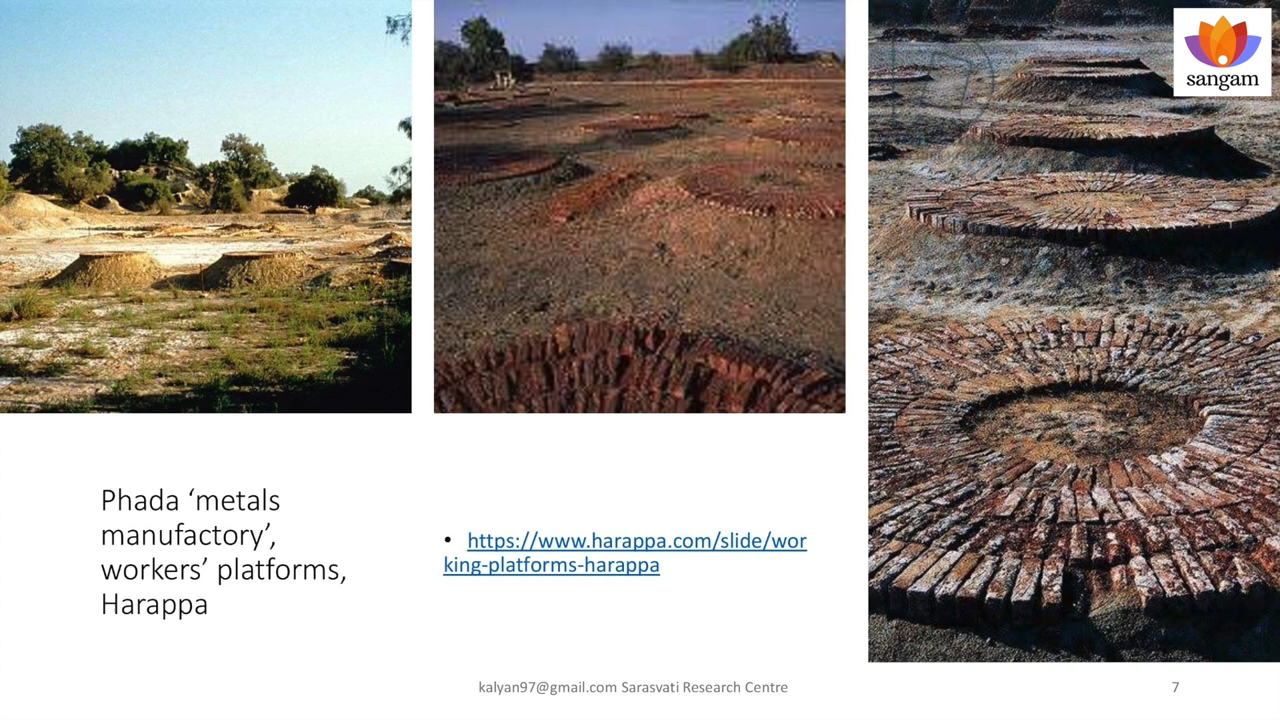 sangam
Phada ‘metals
manufactory’,
workers’ platforms,
Harappa
• https://www.harappa.com/slide/wor
king-platforms-harappa
kalyan97@gmail.com Sarasvati Research Centre
7